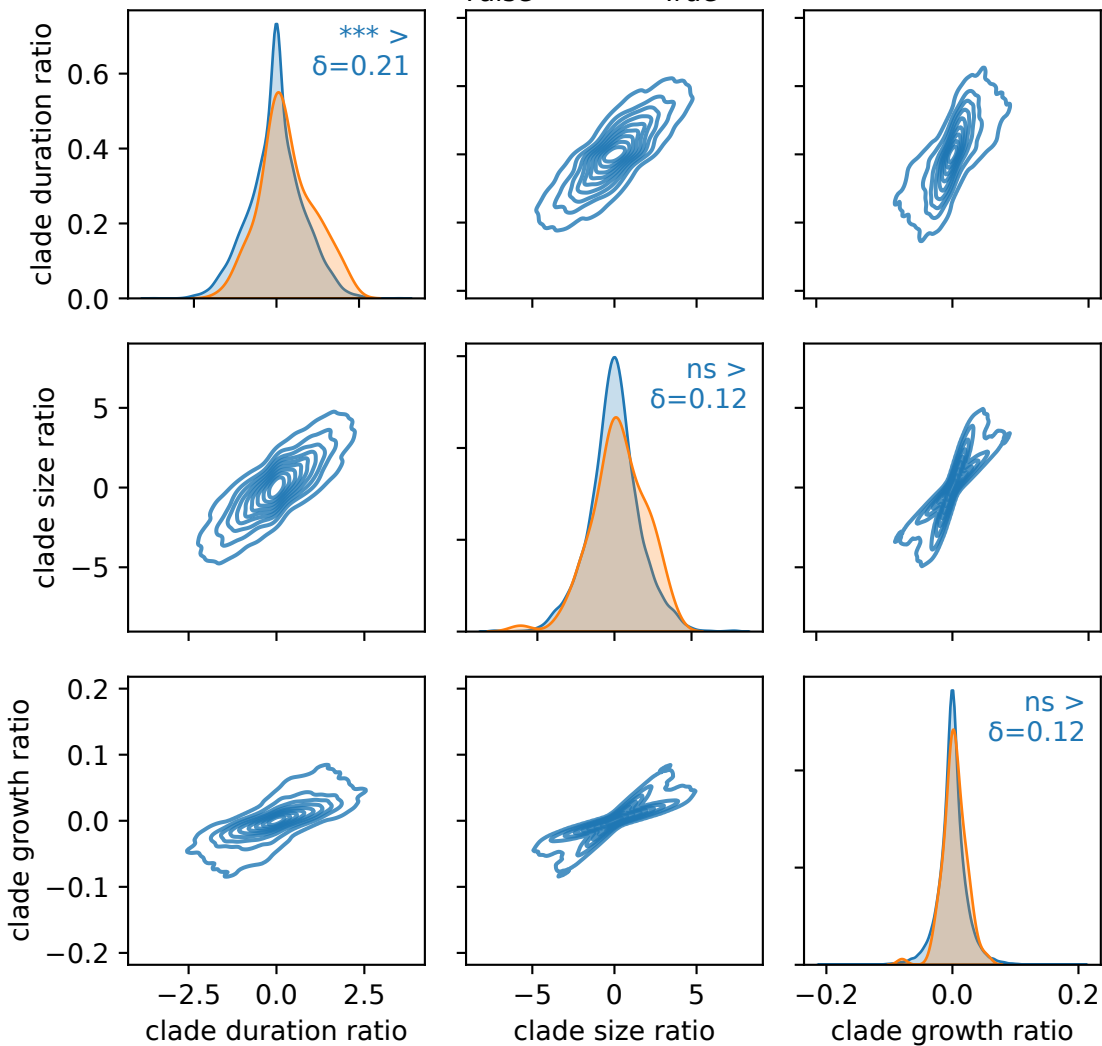 clade duration ratio
0.6
0.4
0.2
0.0
*** >
δ=0.21
clade size ratio
5
0
−5
ns >
δ=0.12
clade growth ratio
0.2
0.1
0.0
−0.1
−0.2
ns >
δ=0.12
−2.5 0.0 2.5
clade duration ratio
−5 0 5
clade size ratio
−0.2 0.0 0.2
clade growth ratio